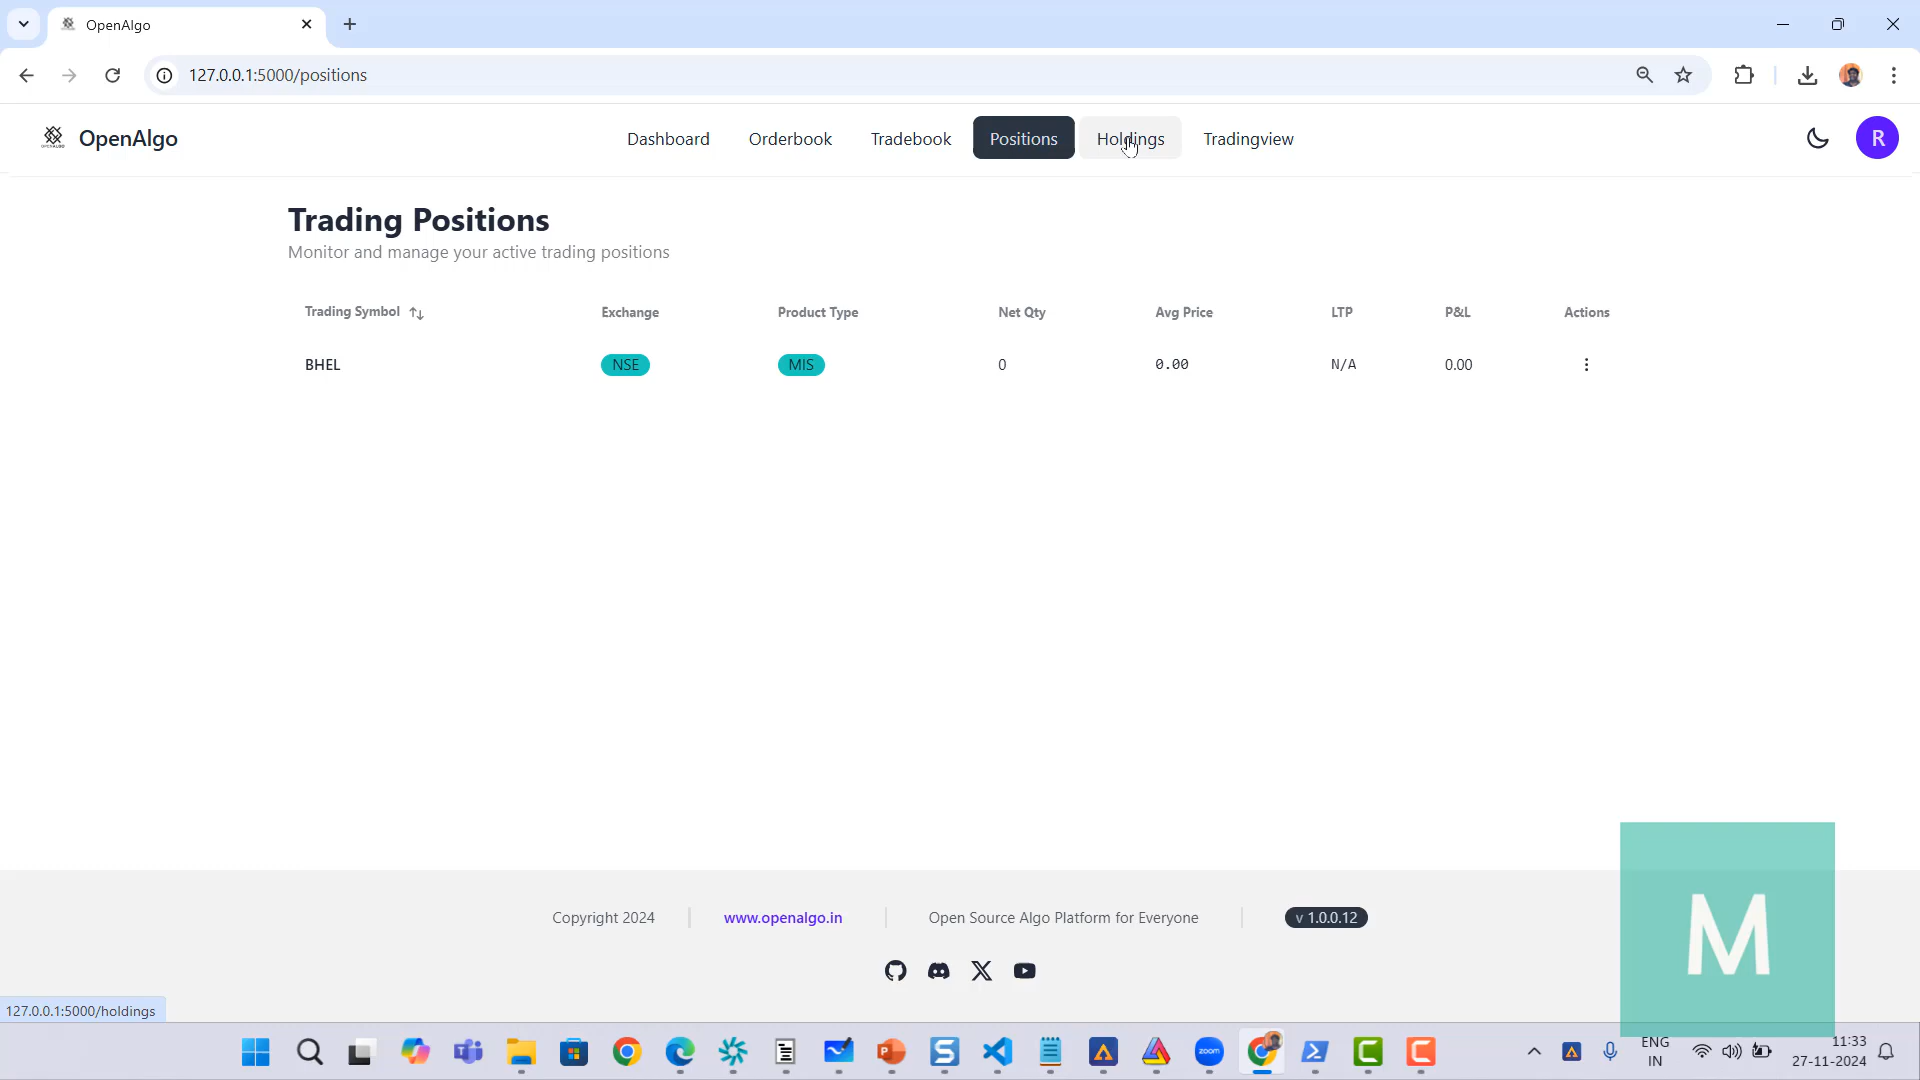 OpenAlgo
127.0.0.1:5000/positions
OpenAlgo
Dashboard
Orderbook
Tradebook
Positions
Holdings
Tradingview
R
Trading Positions
Monitor and manage your active trading positions
Trading Symbol Exchange Product Type Net Qty Avg Price LTP P&L Actions
BHEL NSE MIS 0 0.00 N/A 0.00
Copyright 2024
www.openalgo.in
Open Source Algo Platform for Everyone
v 1.0.0.12
M
127.0.0.1:5000/holdings
zoom
ENG
IN
11:33
27-11-2024